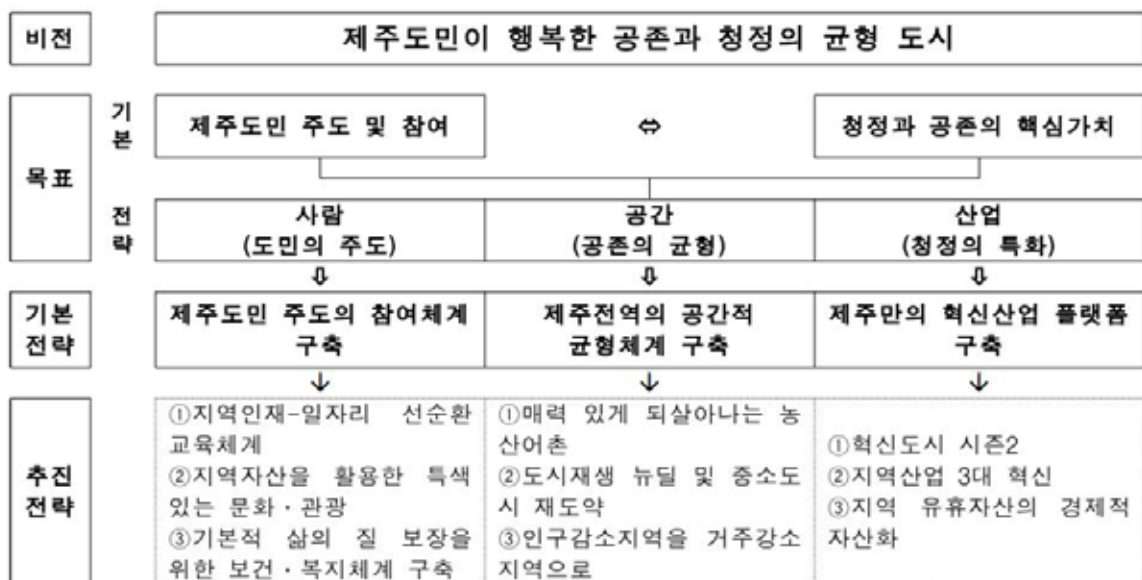 비전
제주도민이 행복한 공존과 청정의 균형 도시
목표
기
본
제주도민 주도 및 참여
⇔
청정과 공존의 핵심가치
전
략
사람
(도민의 주도)
공간
(공존의 균형)
산업
(청정의 특화)
⇩ ⇩ ⇩
기본
전략
제주도민 주도의 참여체계
구축
제주전역의 공간적
균형체계 구축
제주만의 혁신산업 플랫폼
구축
↓ ↓ ↓
추진
전략
①지역인재-일자리 선순환
교육체계
②지역자산을 활용한 특색
있는 문화·관광
③기본적 삶의 질 보장을
위한 보건·복지체계 구축
①매력 있게 되살아나는 농
산어촌
②도시재생 뉴딜 및 중소도
시 재도약
③인구감소지역을 거주강소
지역으로
①혁신도시 시즌2
②지역산업 3대 혁신
③지역 유휴자산의 경제적
자산화